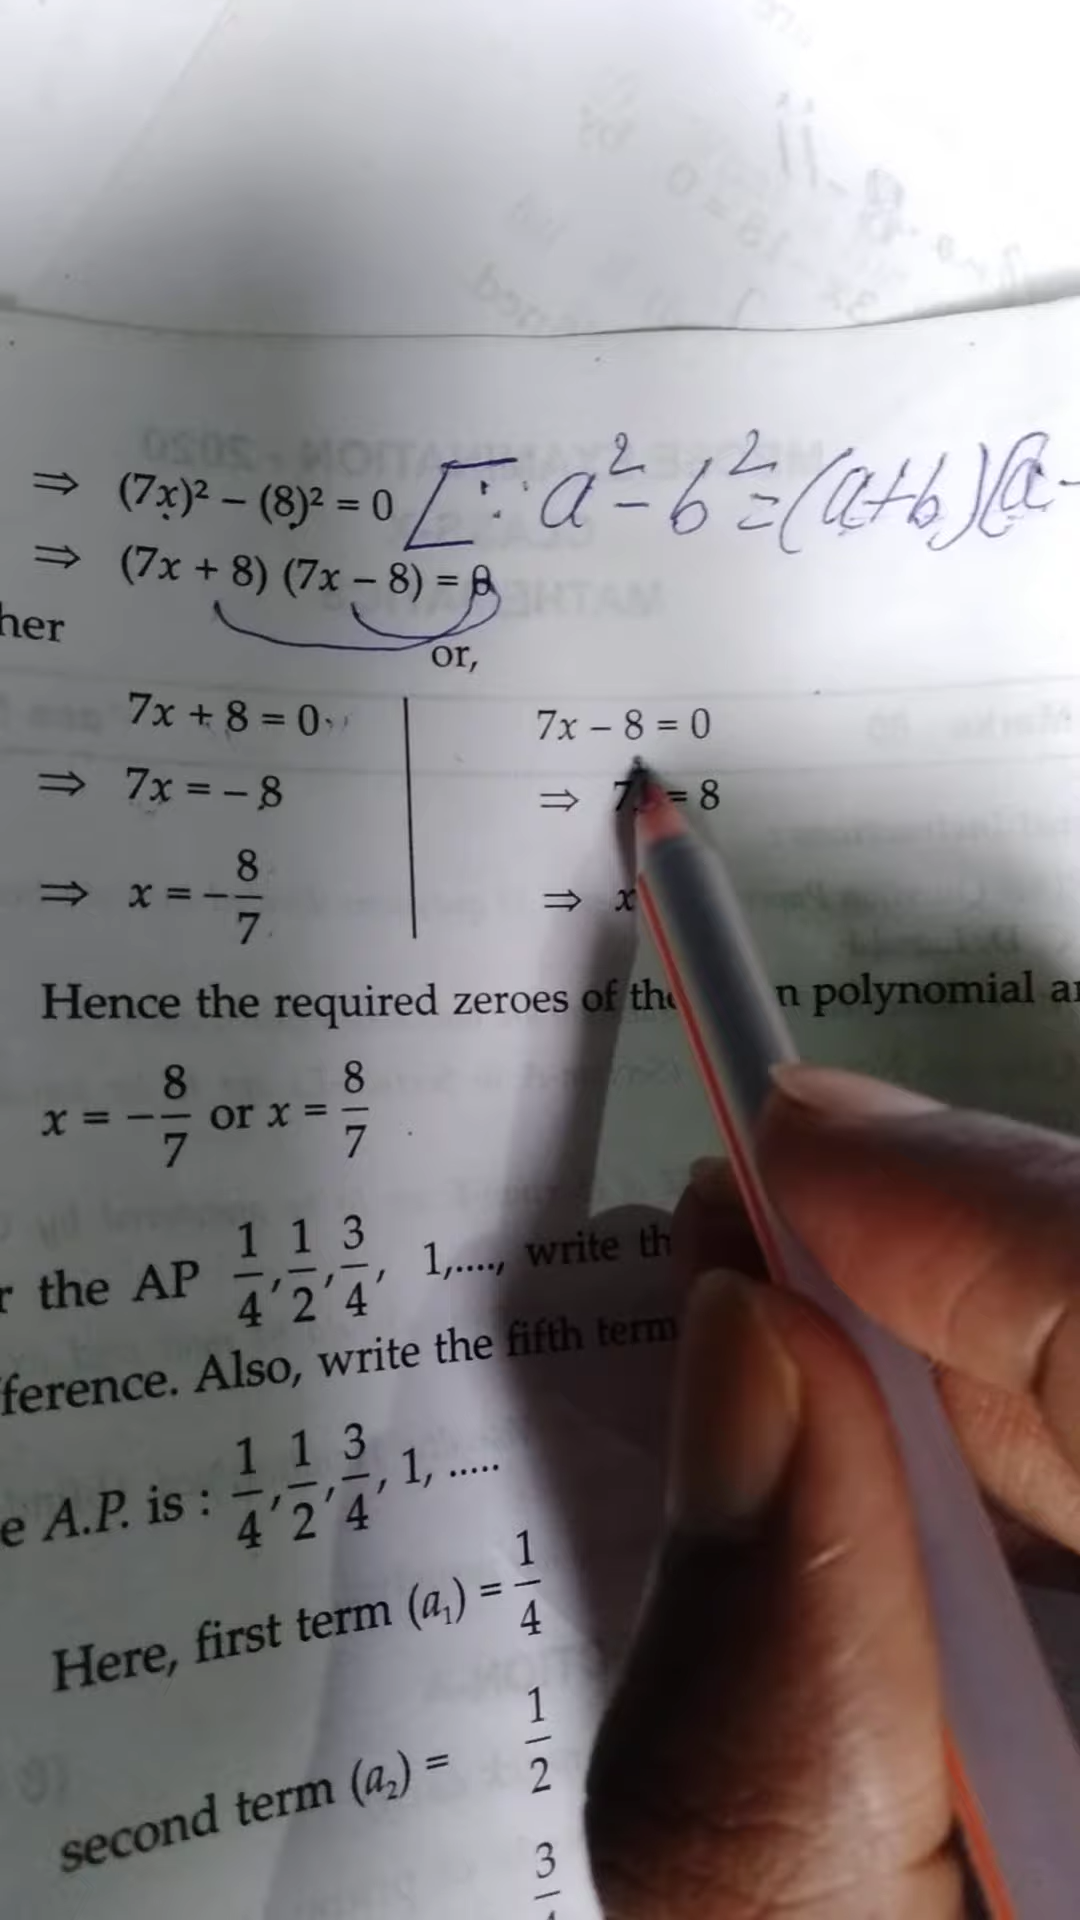 ⇒ (7x)² – (8)² = 0 [∵ a² - b² = (a+b)(a-
⇒ (7x + 8) (7x – 8) = 0
her
or,
7x + 8 = 0
7x – 8 = 0
⇒ 7x = – 8
⇒ 7 = 8
⇒ x = – 8/7
⇒ x
Hence the required zeroes of the n polynomial
x = – 8/7 or x = 8/7
the AP 1/4, 1/2, 3/4, 1,...., write th
ference. Also, write the fifth term
e A.P. is : 1/4, 1/2, 3/4, 1, .....
Here, first term (a₁) = 1/4
second term (a₂) = 1/2
3